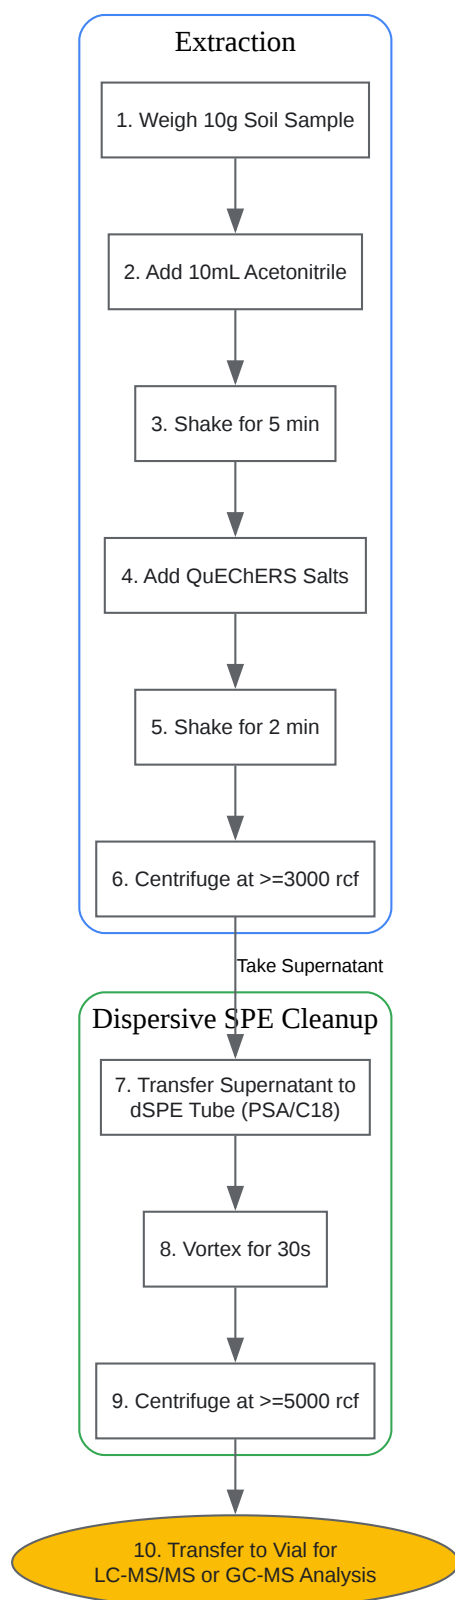 Extraction
1. Weigh 10g Soil Sample
2. Add 10mL Acetonitrile
3. Shake for 5 min
4. Add QuEChERS Salts
5. Shake for 2 min
6. Centrifuge at >=3000 rcf
Take Supernatant
Dispersive SPE Cleanup
7. Transfer Supernatant to
dSPE Tube (PSA/C18)
8. Vortex for 30s
9. Centrifuge at >=5000 rcf
10. Transfer to Vial for
LC-MS/MS or GC-MS Analysis